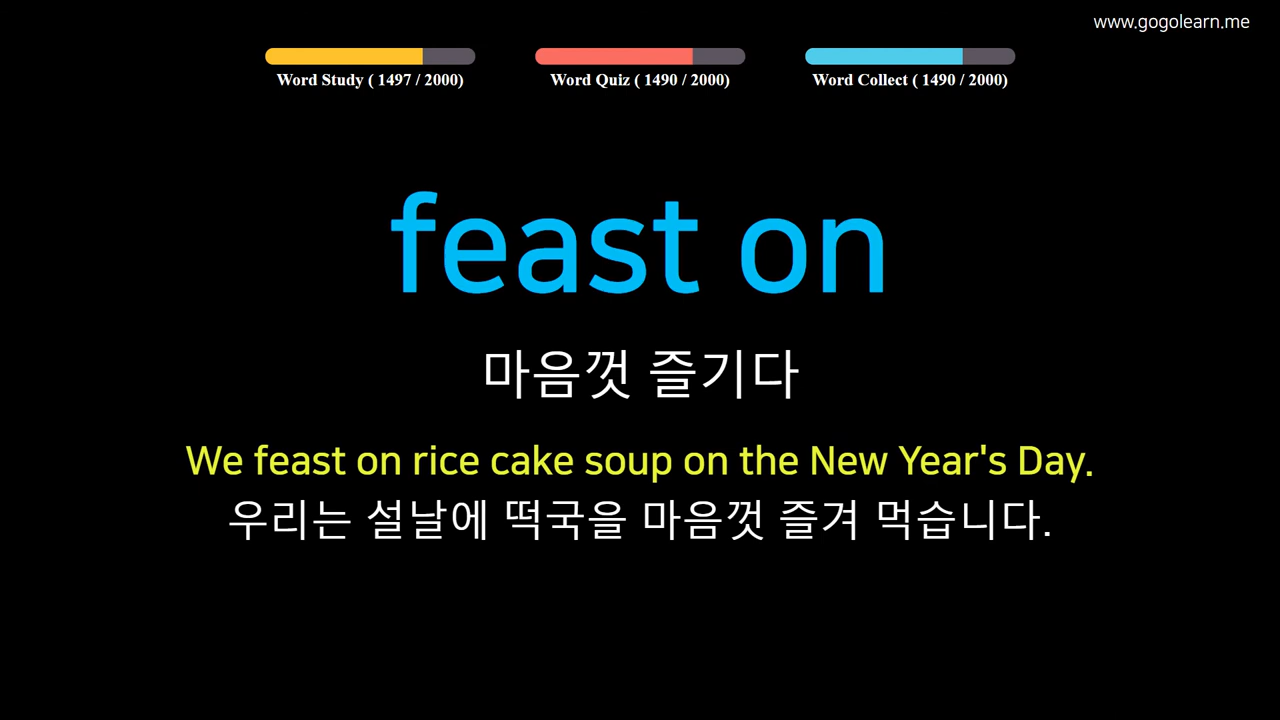 www.gogolearn.me
Word Study ( 1497 / 2000)
Word Quiz ( 1490 / 2000)
Word Collect ( 1490 / 2000)
feast on
마음껏 즐기다
We feast on rice cake soup on the New Year's Day.
우리는 설날에 떡국을 마음껏 즐겨 먹습니다.